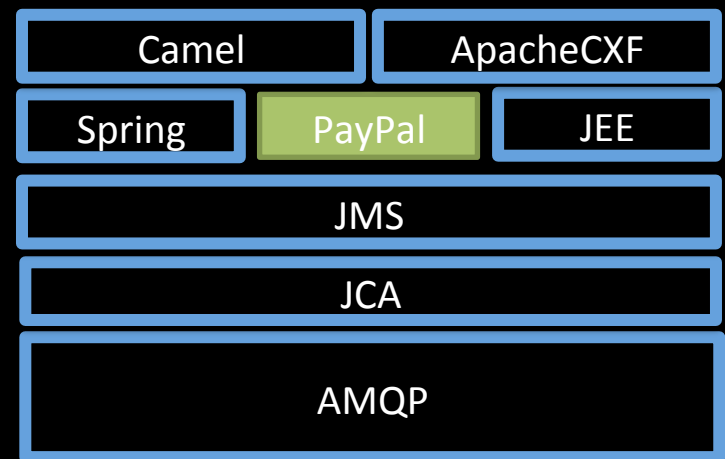 Camel
ApacheCXF
Spring
PayPal
JEE
JMS
JCA
AMQP